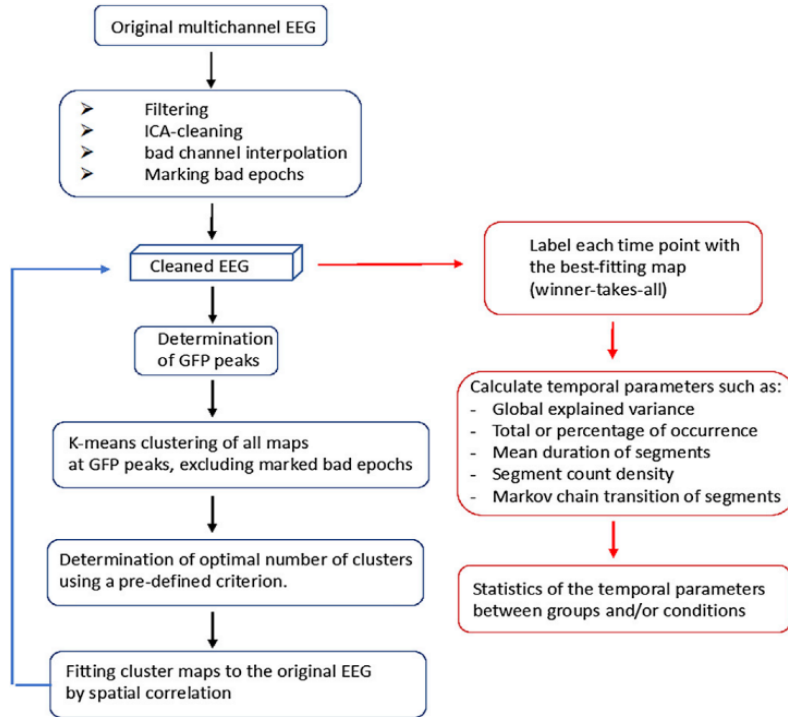 Original multichannel EEG
➢ Filtering
➢ ICA-cleaning
➢ bad channel interpolation
➢ Marking bad epochs
Cleaned EEG
Determination
of GFP peaks
K-means clustering of all maps
at GFP peaks, excluding marked bad epochs
Determination of optimal number of clusters
using a pre-defined criterion.
Fitting cluster maps to the original EEG
by spatial correlation
Label each time point with
the best-fitting map
(winner-takes-all)
Calculate temporal parameters such as:
- Global explained variance
- Total or percentage of occurrence
- Mean duration of segments
- Segment count density
- Markov chain transition of segments
Statistics of the temporal parameters
between groups and/or conditions